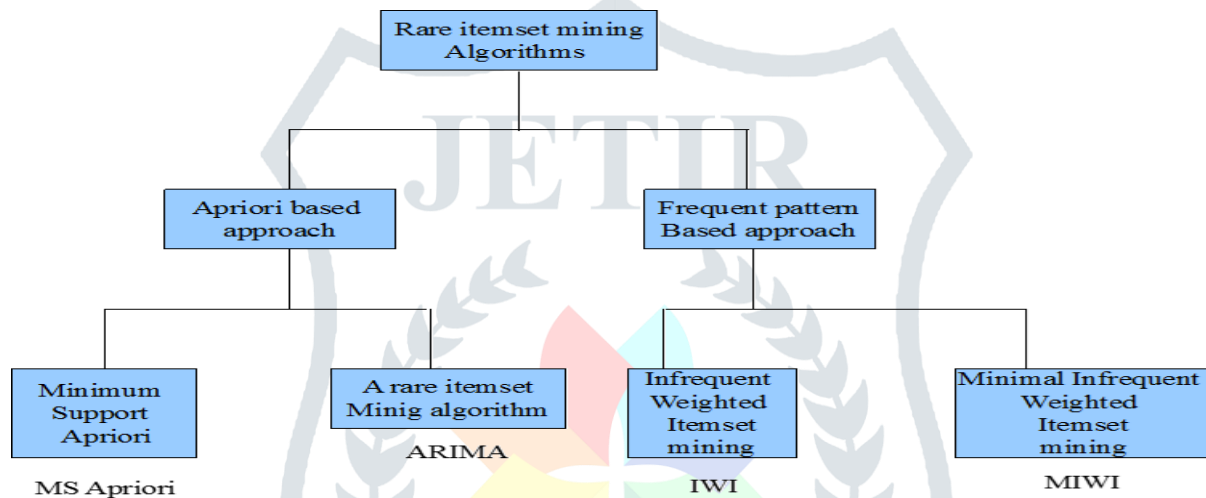 Rare itemset mining
Algorithms
JETIR
Apriori based
approach
Frequent pattern
Based approach
Minimum
Support
Apriori
MS Apriori
A rare itemset
Minig algorithm
ARIMA
Infrequent
Weighted
Itemset
mining
IWI
Minimal Infrequent
Weighted
Itemset
mining
MIWI